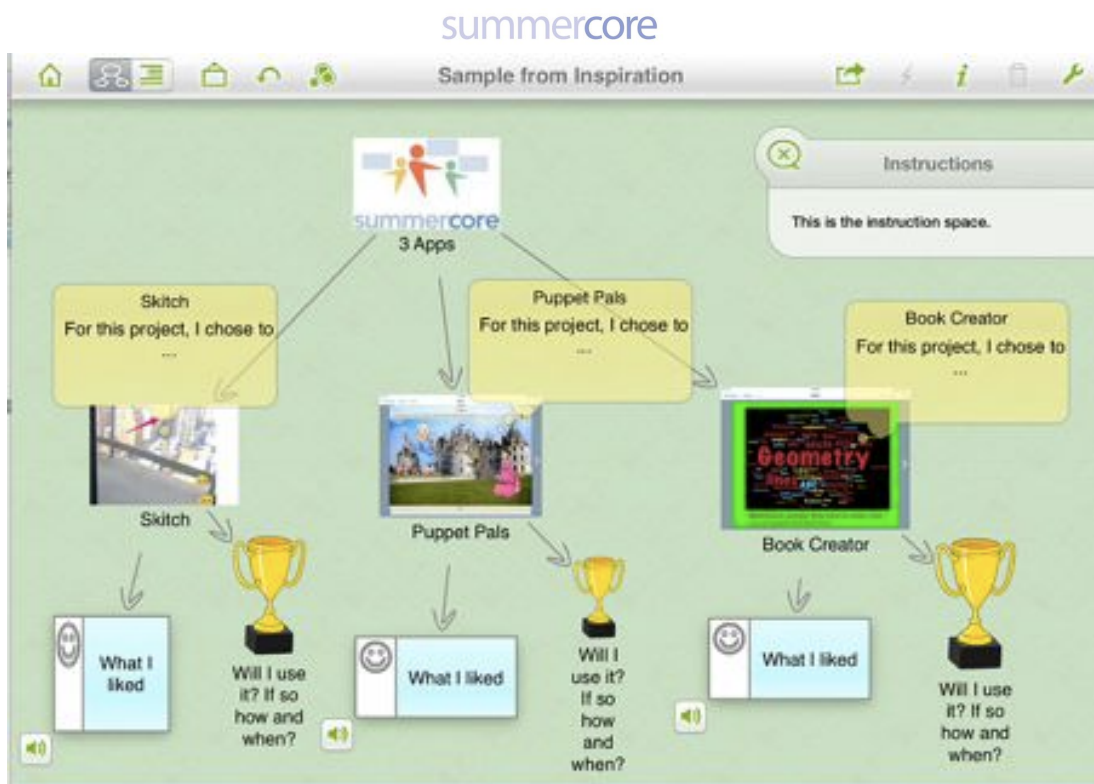 summercore
Sample from Inspiration
Instructions
This is the instruction space.
summercore
3 Apps
Skitch
For this project, I chose to
...
Puppet Pals
For this project, I chose to
...
Book Creator
For this project, I chose to
...
Geometry
Skitch
Puppet Pals
Book Creator
What I
liked
Will I use
it? If so
how and
when?
What I liked
Will I
use it?
If so
how
and
when?
What I liked
Will I use
it? If so
how and
when?